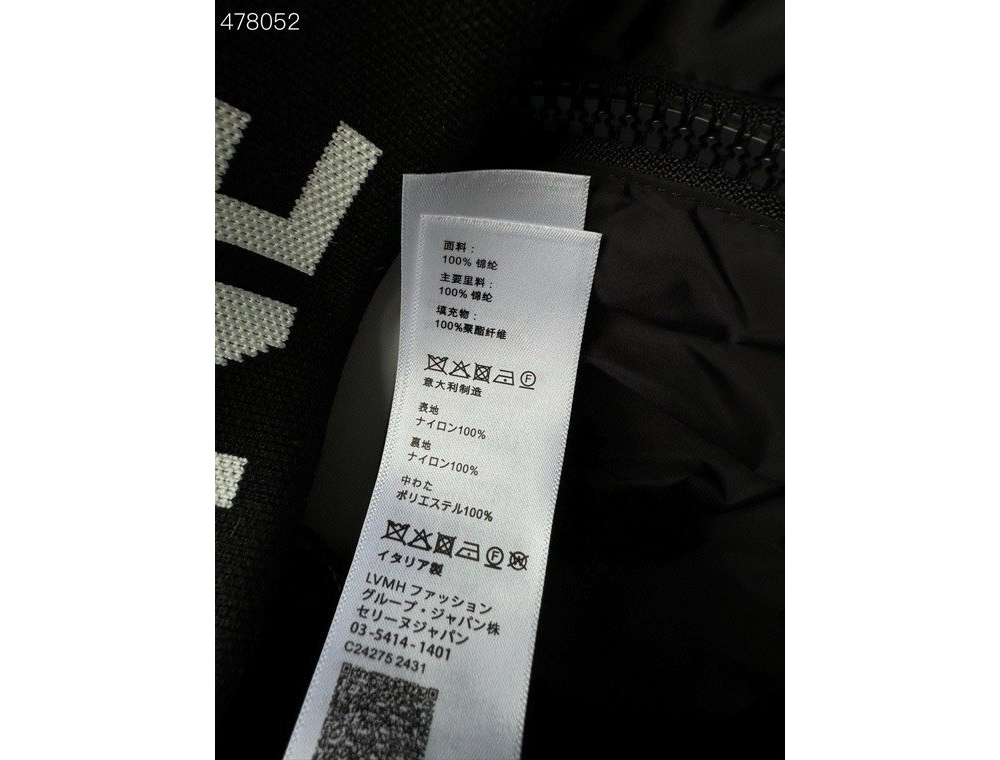 478052
面料：
100% 锦纶
主要里料：
100% 锦纶
填充物：
100%聚酯纤维
F
意大利制造
表地
ナイロン100%
裏地
ナイロン100%
中わた
ポリエステル100%
F W
イタリア製
LVMH ファッション
グループ・ジャパン株
セリーヌジャパン
03-5414-1401
C24275 2431